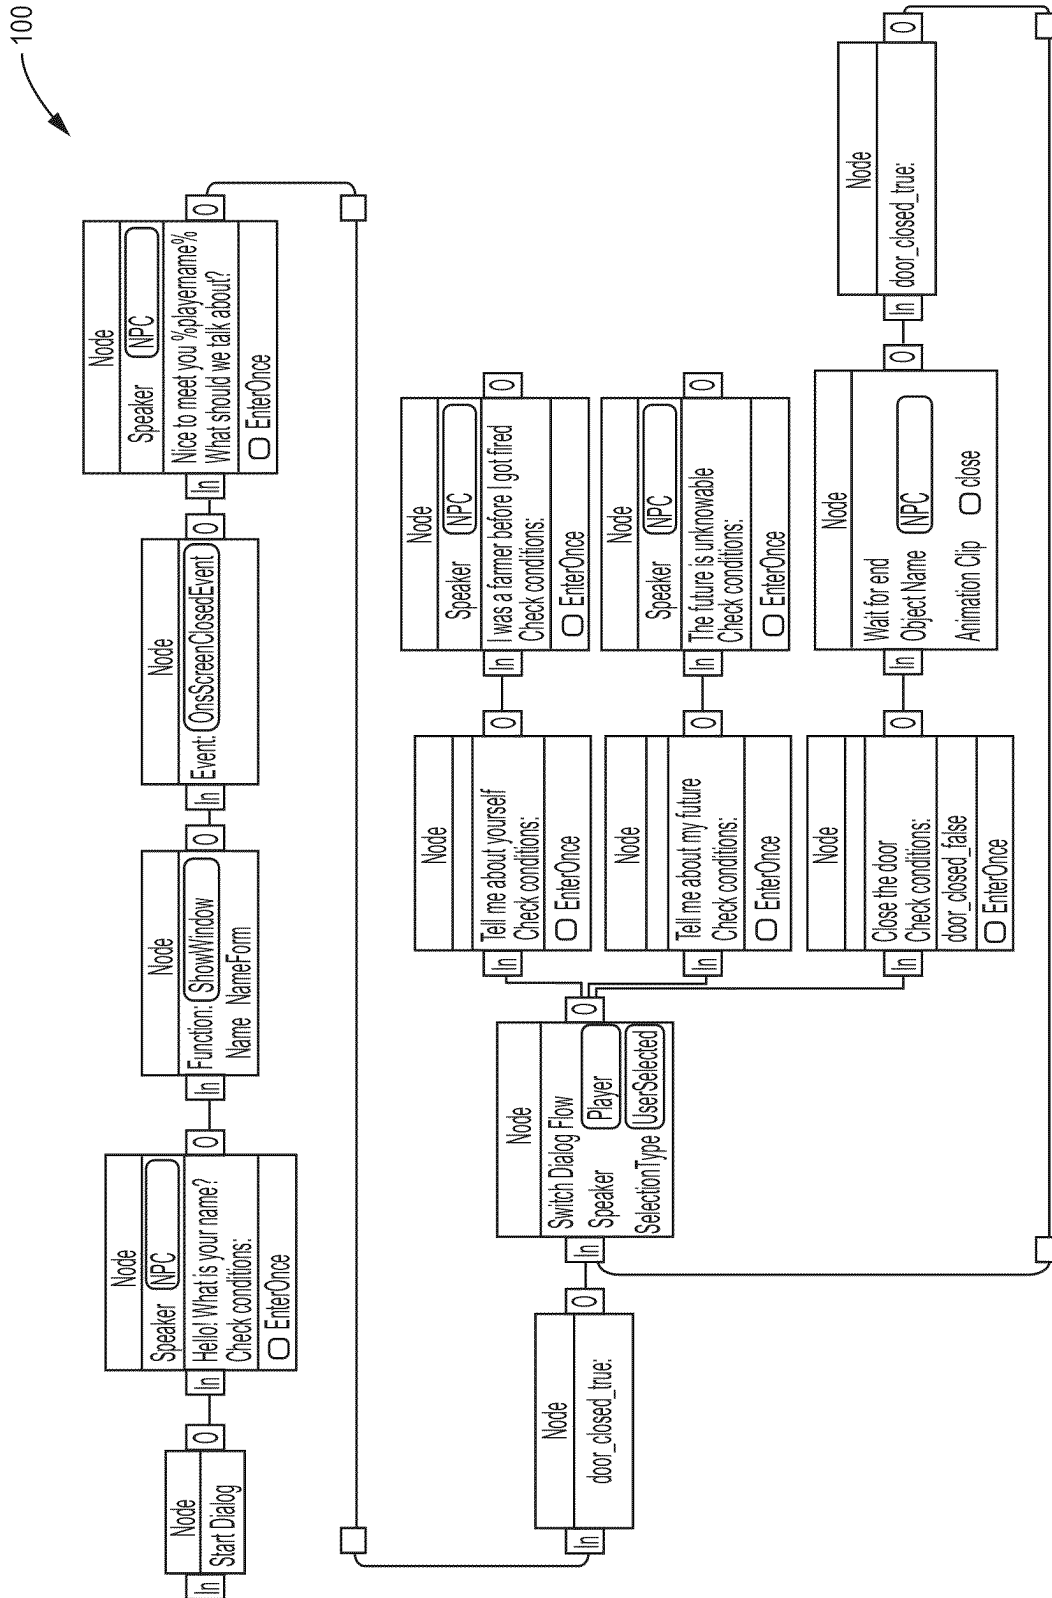 100
Node
Start Dialog
In
O
Node
Speaker NPC
Hello! What is your name?
Check conditions:
EnterOnce
In
O
Node
Function: ShowWindow
Name NameForm
In
O
Node
Event: OnsScreenClosedEvent
In
O
Node
Speaker NPC
Nice to meet you %playername%
What should we talk about?
EnterOnce
In
O
Node
door_closed_true:
In
O
Node
Switch Dialog Flow
Speaker Player
SelectionType UserSelected
In
O
Node
Tell me about yourself
Check conditions:
EnterOnce
In
O
Node
Speaker NPC
I was a farmer before I got fired
Check conditions:
EnterOnce
In
O
Node
Tell me about my future
Check conditions:
EnterOnce
In
O
Node
Speaker NPC
The future is unknowable
Check conditions:
EnterOnce
In
O
Node
Close the door
Check conditions:
door_closed_false
EnterOnce
In
O
Node
Wait for end
Object Name NPC
Animation Clip close
In
O
Node
door_closed_true:
In
O